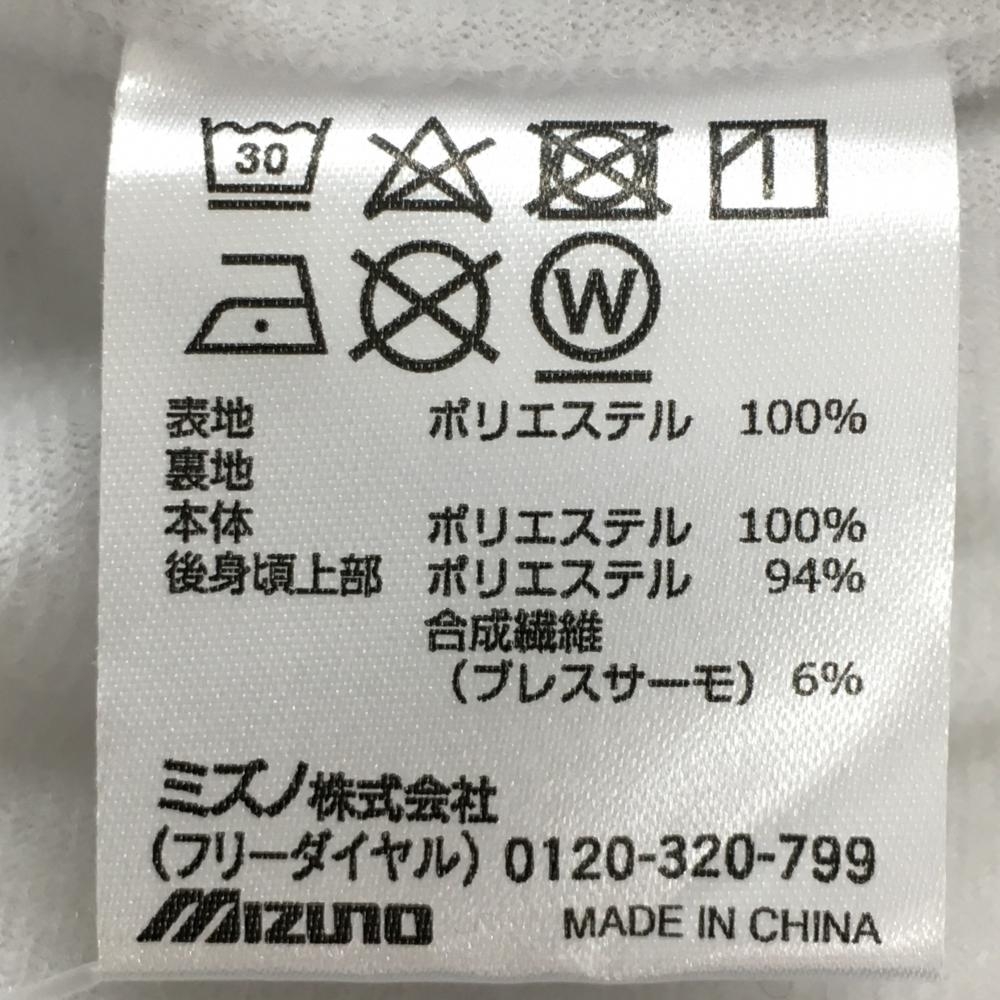 30
W
表地 ポリエステル 100%
裏地
本体 ポリエステル 100%
後身頃上部 ポリエステル 94%
合成繊維
(ブレスサーモ) 6%
ミズノ株式会社
(フリーダイヤル) 0120-320-799
MIZUNO MADE IN CHINA